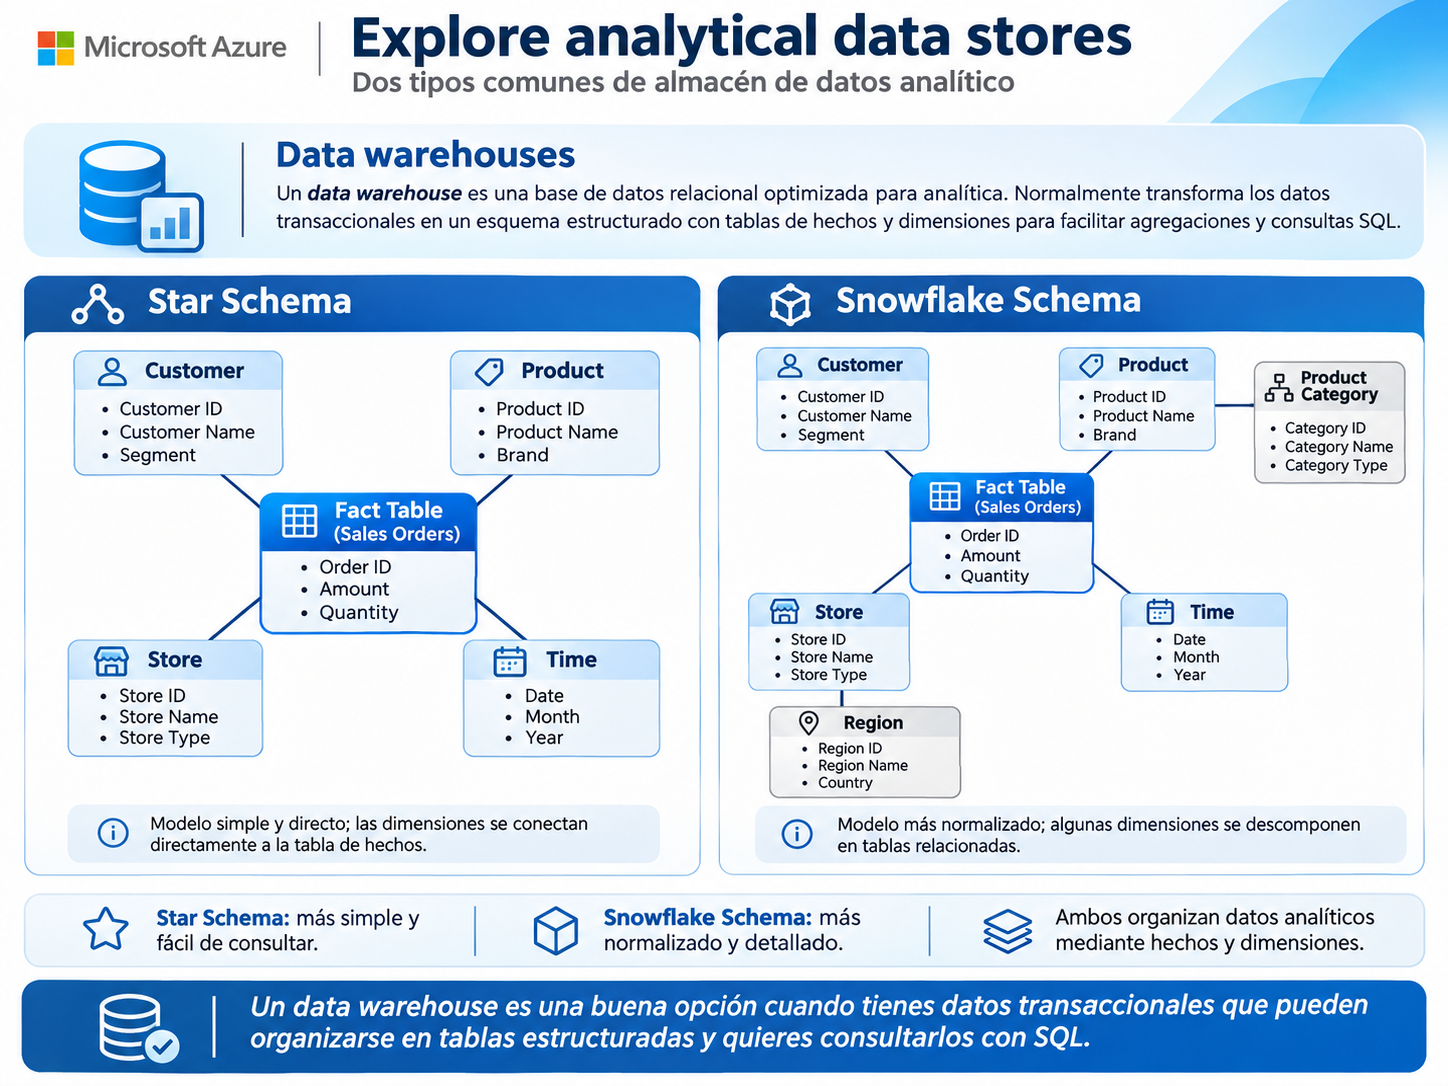 Microsoft Azure
Explore analytical data stores
Dos tipos comunes de almacén de datos analítico
Data warehouses
Un data warehouse es una base de datos relacional optimizada para analítica. Normalmente transforma los datos
transaccionales en un esquema estructurado con tablas de hechos y dimensiones para facilitar agregaciones y consultas SQL.
Star Schema
Customer
• Customer ID
• Customer Name
• Segment
Product
• Product ID
• Product Name
• Brand
Fact Table
(Sales Orders)
• Order ID
• Amount
• Quantity
Store
• Store ID
• Store Name
• Store Type
Time
• Date
• Month
• Year
Modelo simple y directo; las dimensiones se conectan
directamente a la tabla de hechos.
Snowflake Schema
Customer
• Customer ID
• Customer Name
• Segment
Product
• Product ID
• Product Name
• Brand
Product
Category
• Category ID
• Category Name
• Category Type
Fact Table
(Sales Orders)
• Order ID
• Amount
• Quantity
Store
• Store ID
• Store Name
• Store Type
Time
• Date
• Month
• Year
Region
• Region ID
• Region Name
• Country
Modelo más normalizado; algunas dimensiones se descomponen
en tablas relacionadas.
Star Schema: más simple y
fácil de consultar.
Snowflake Schema: más
normalizado y detallado.
Ambos organizan datos analíticos
mediante hechos y dimensiones.
Un data warehouse es una buena opción cuando tienes datos transaccionales que pueden
organizarse en tablas estructuradas y quieres consultarlos con SQL.